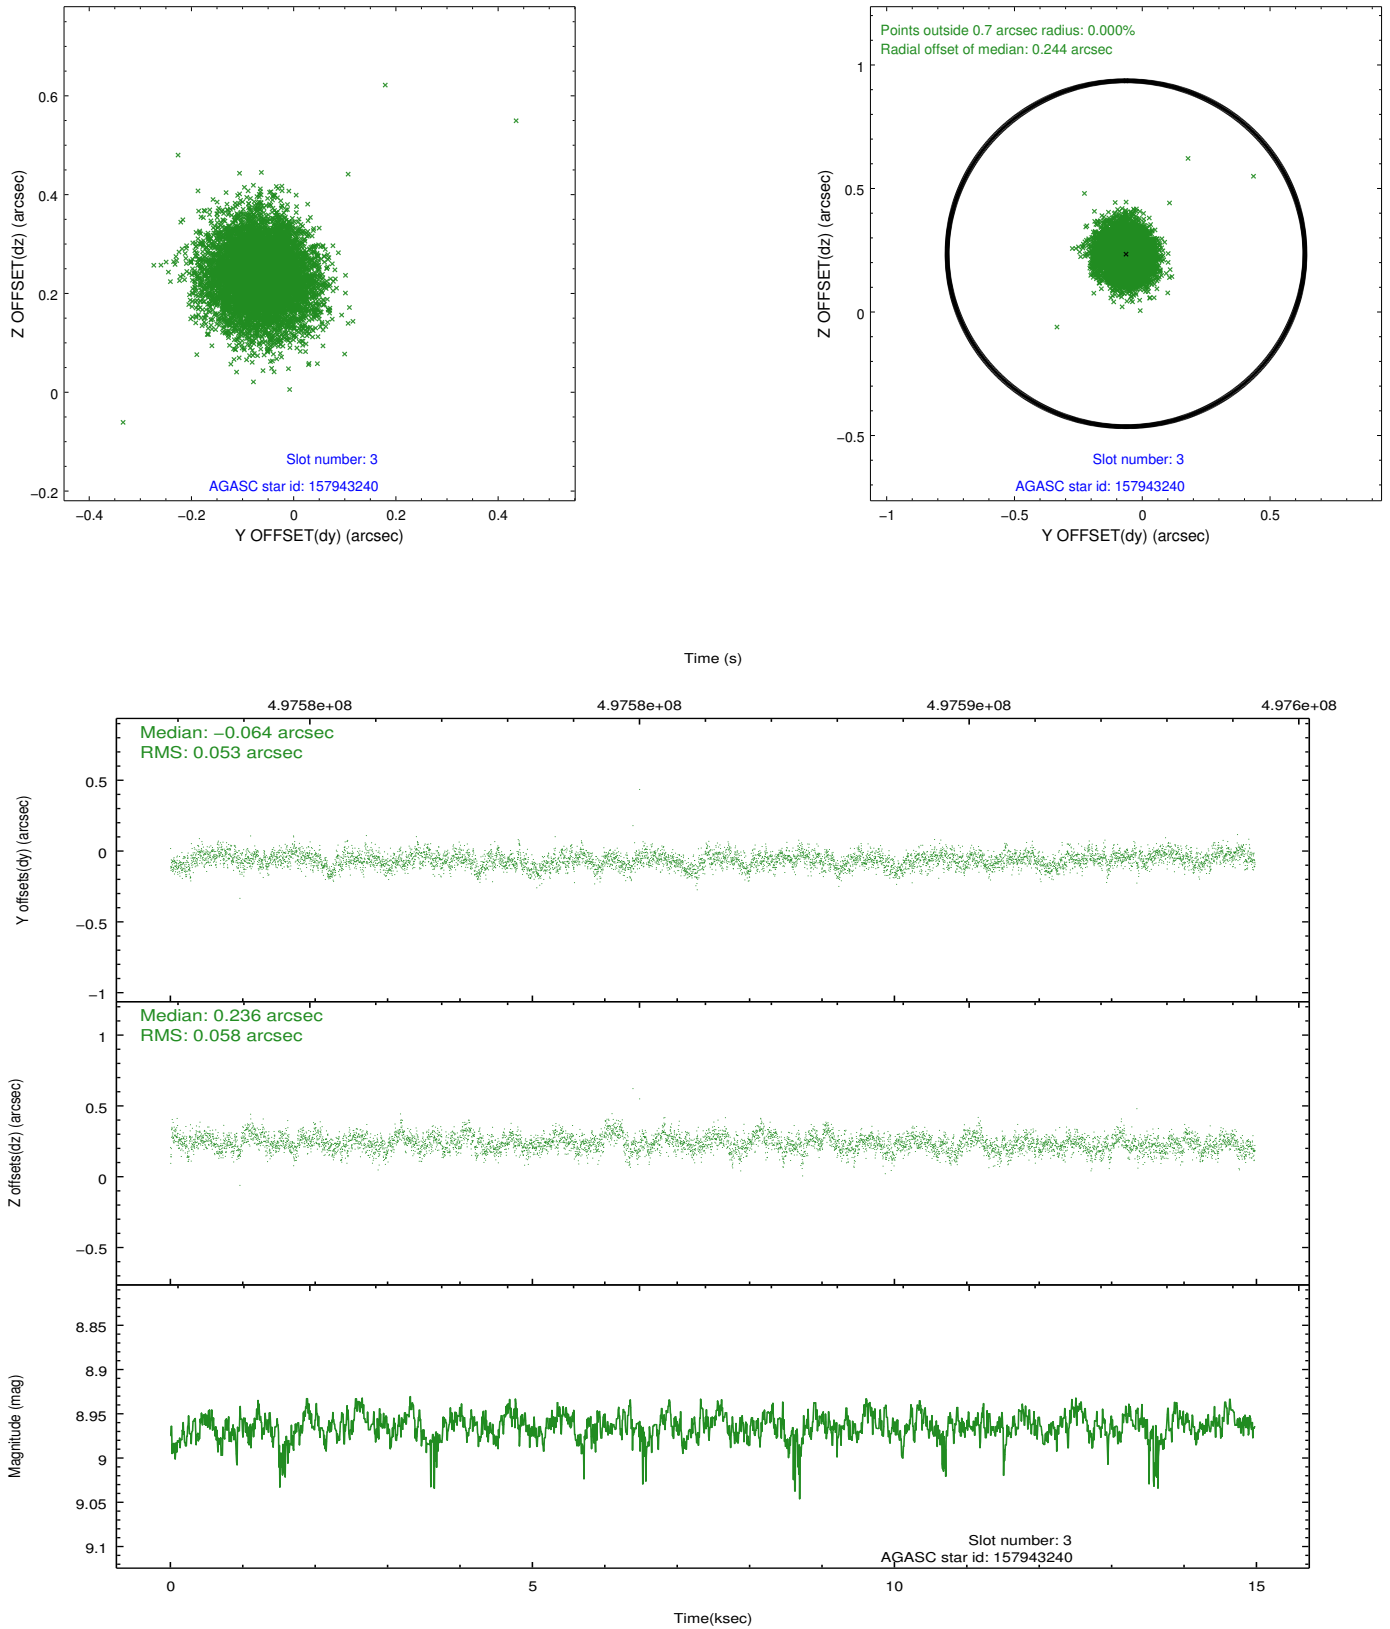 0.6
0.4
0.2
0
−0.2
−0.4
−0.2
0
0.2
0.4
Z OFFSET(dz) (arcsec)
Y OFFSET(dy) (arcsec)
Slot number: 3
AGASC star id: 157943240
Points outside 0.7 arcsec radius: 0.000%
Radial offset of median: 0.244 arcsec
1
0.5
0
−0.5
−1
−0.5
0
0.5
Z OFFSET(dz) (arcsec)
Y OFFSET(dy) (arcsec)
Slot number: 3
AGASC star id: 157943240
Time (s)
4.9758e+08
4.9758e+08
4.9759e+08
4.976e+08
Median: −0.064 arcsec
RMS: 0.053 arcsec
0.5
0
−0.5
−1
Y offsets(dy) (arcsec)
Median: 0.236 arcsec
RMS: 0.058 arcsec
1
0.5
0
−0.5
Z offsets(dz) (arcsec)
8.85
8.9
8.95
9
9.05
9.1
Magnitude (mag)
Slot number: 3
AGASC star id: 157943240
0
5
10
15
Time(ksec)